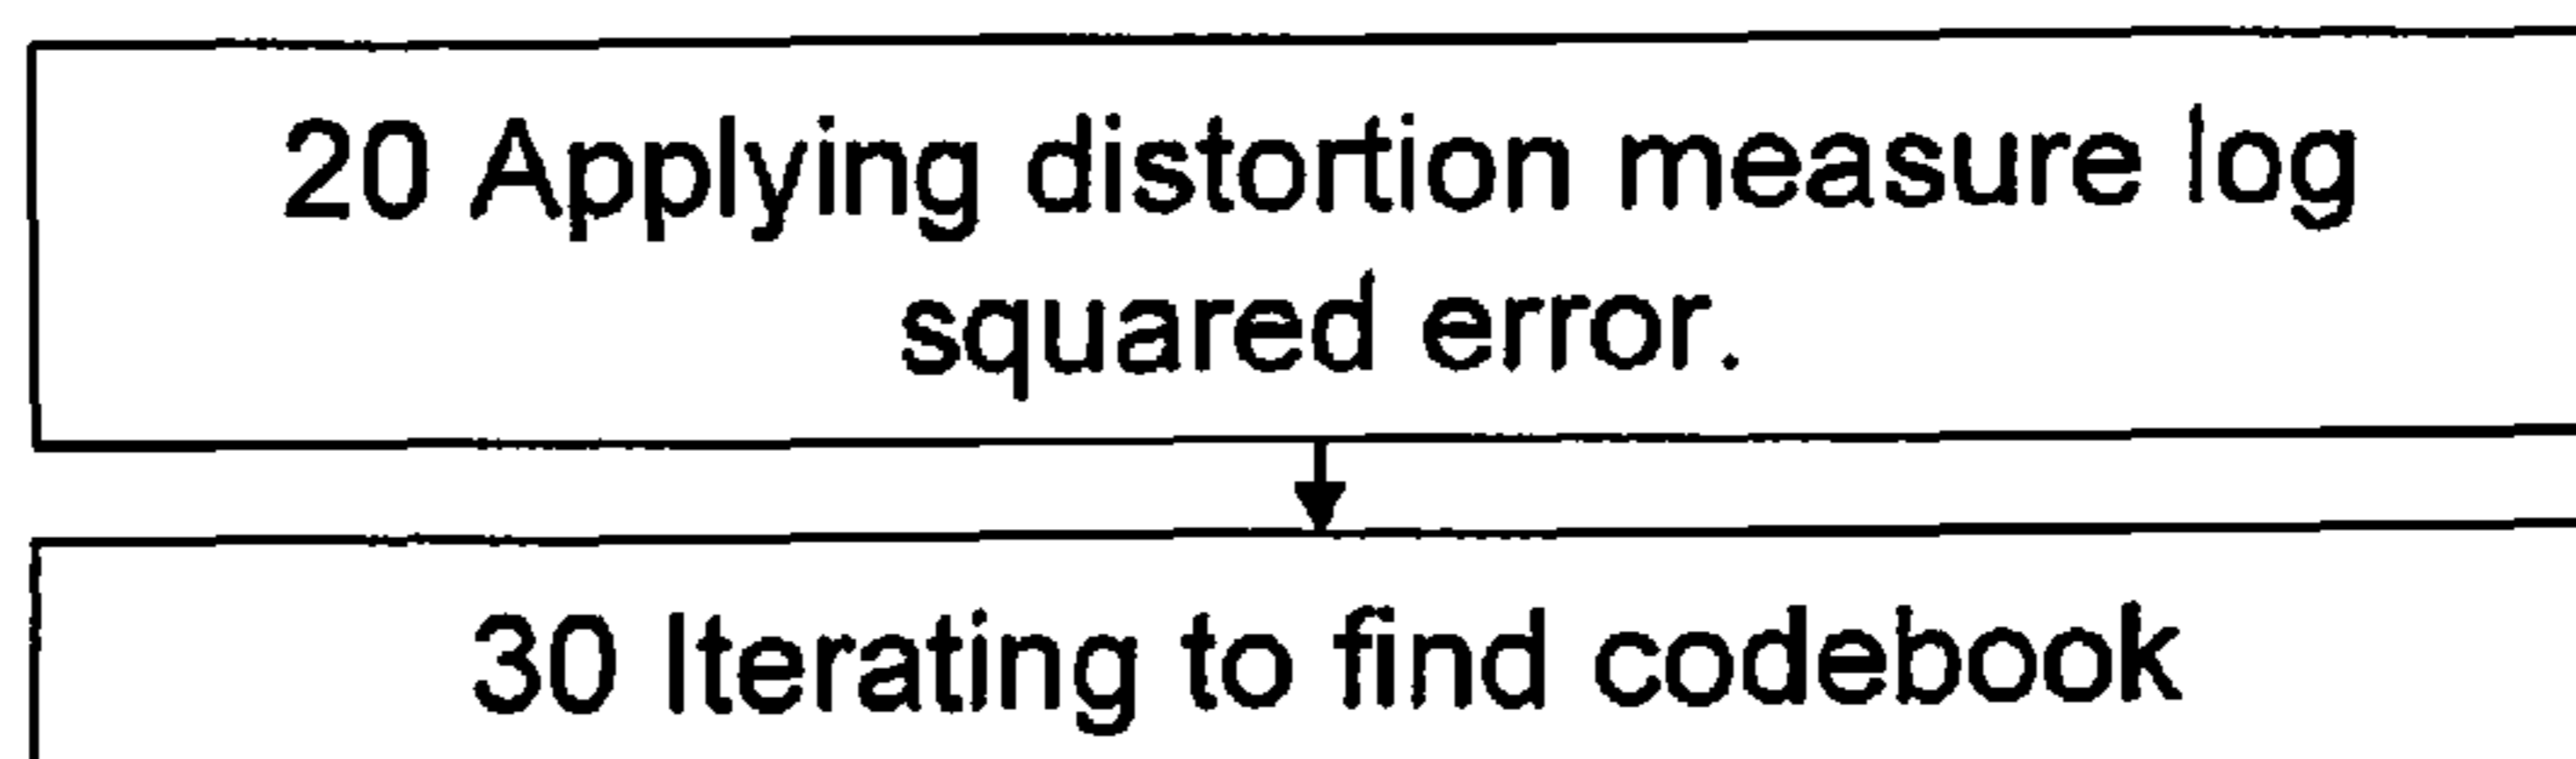 20 Applying distortion measure log
squared error.
30 Iterating to find codebook